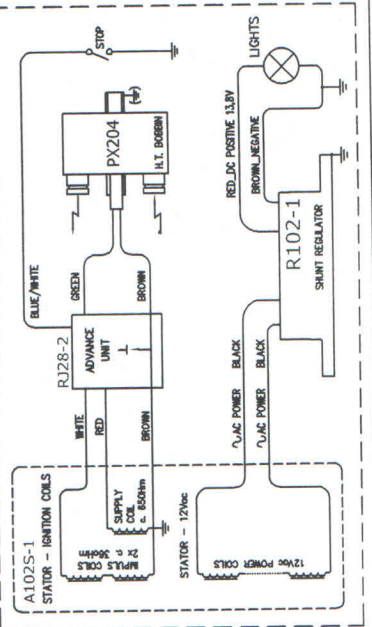 A102S-1
STATOR - IGNITION COILS
IMPULS COILS
2x p. 36oHm
SUPPLY
COIL
c. 650Hm
WHITE
RED
BROWN
RJ28-2
ADVANCE
UNIT
BLUE/WHITE
GREEN
BROWN
STOP
PX204
H.T. BOBBIN
(-)
STATOR - 12Vac
12Vac POWER COILS
AC POWER BLACK
AC POWER BLACK
R102-1
SHUNT REGULATOR
RED_DC POSITIVE 13,8V
BROWN_NEGATIVE
LIGHTS